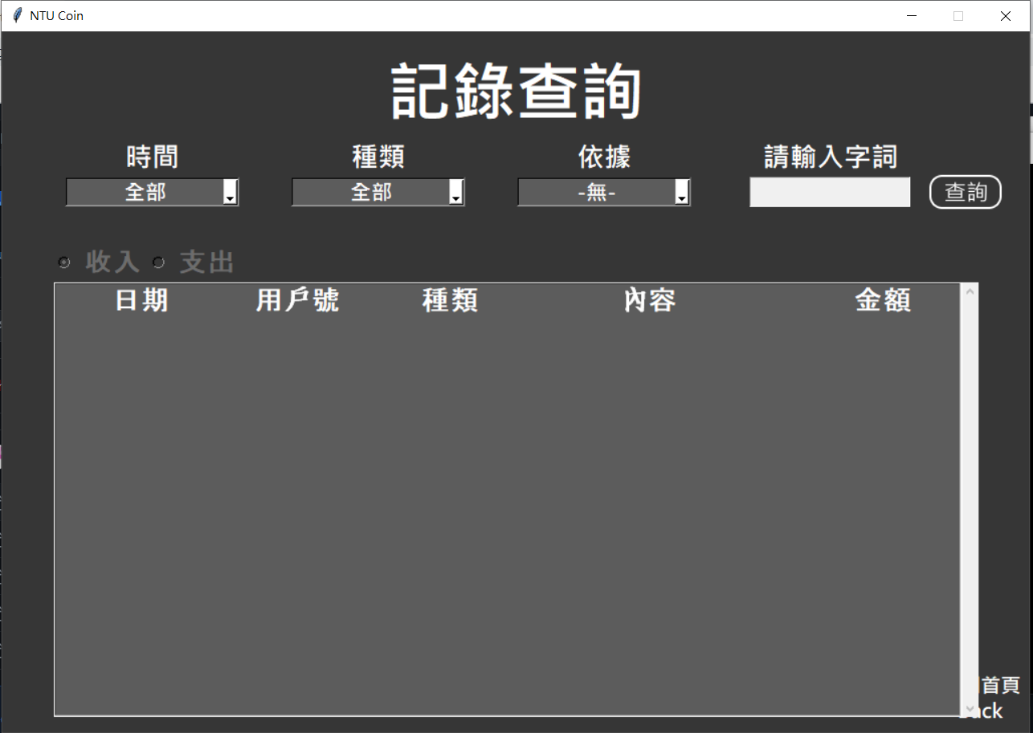 NTU Coin
記錄查詢
時間 種類 依據 請輸入字詞
全部 全部 -無- 查詢
收入 支出
日期 用戶號 種類 內容 金額
首頁